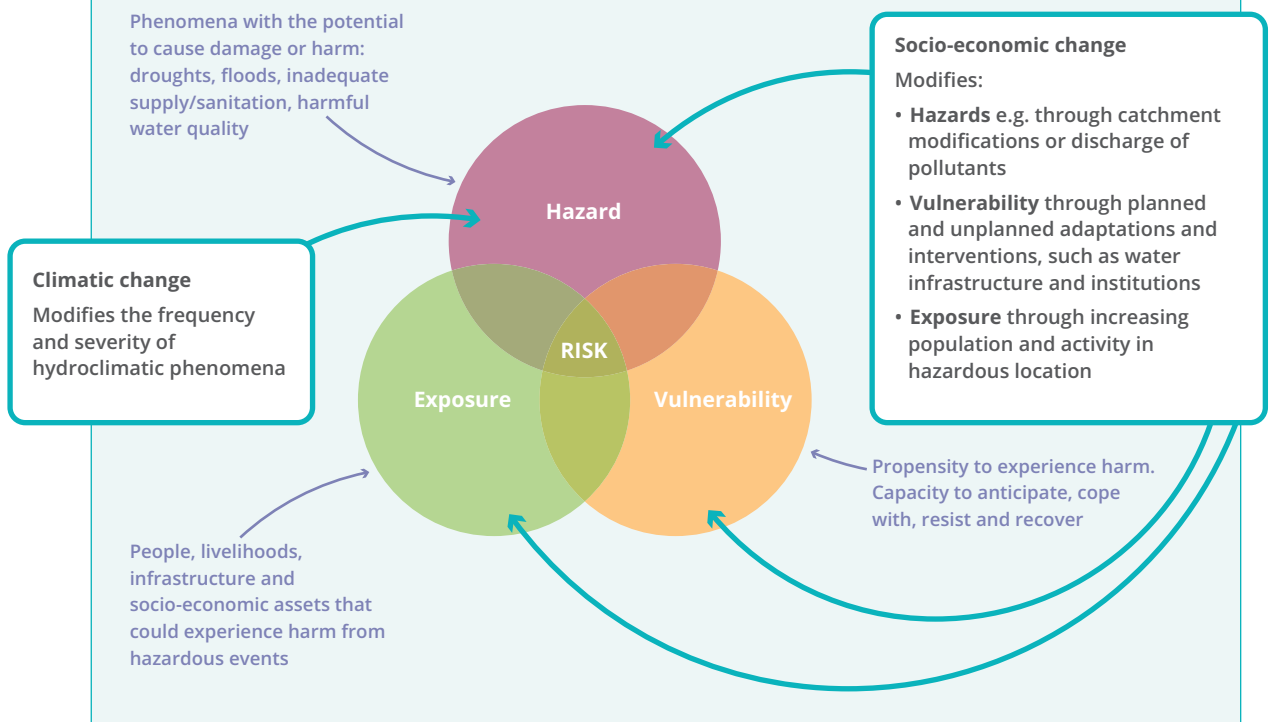 Phenomena with the potential
to cause damage or harm:
droughts, floods, inadequate
supply/sanitation, harmful
water quality
Socio-economic change
Modifies:
• Hazards e.g. through catchment
modifications or discharge of
pollutants
• Vulnerability through planned
and unplanned adaptations and
interventions, such as water
infrastructure and institutions
• Exposure through increasing
population and activity in
hazardous location
Hazard
Climatic change
Modifies the frequency
and severity of
hydroclimatic phenomena
RISK
Exposure
Vulnerability
Propensity to experience harm.
Capacity to anticipate, cope
with, resist and recover
People, livelihoods,
infrastructure and
socio-economic assets that
could experience harm from
hazardous events